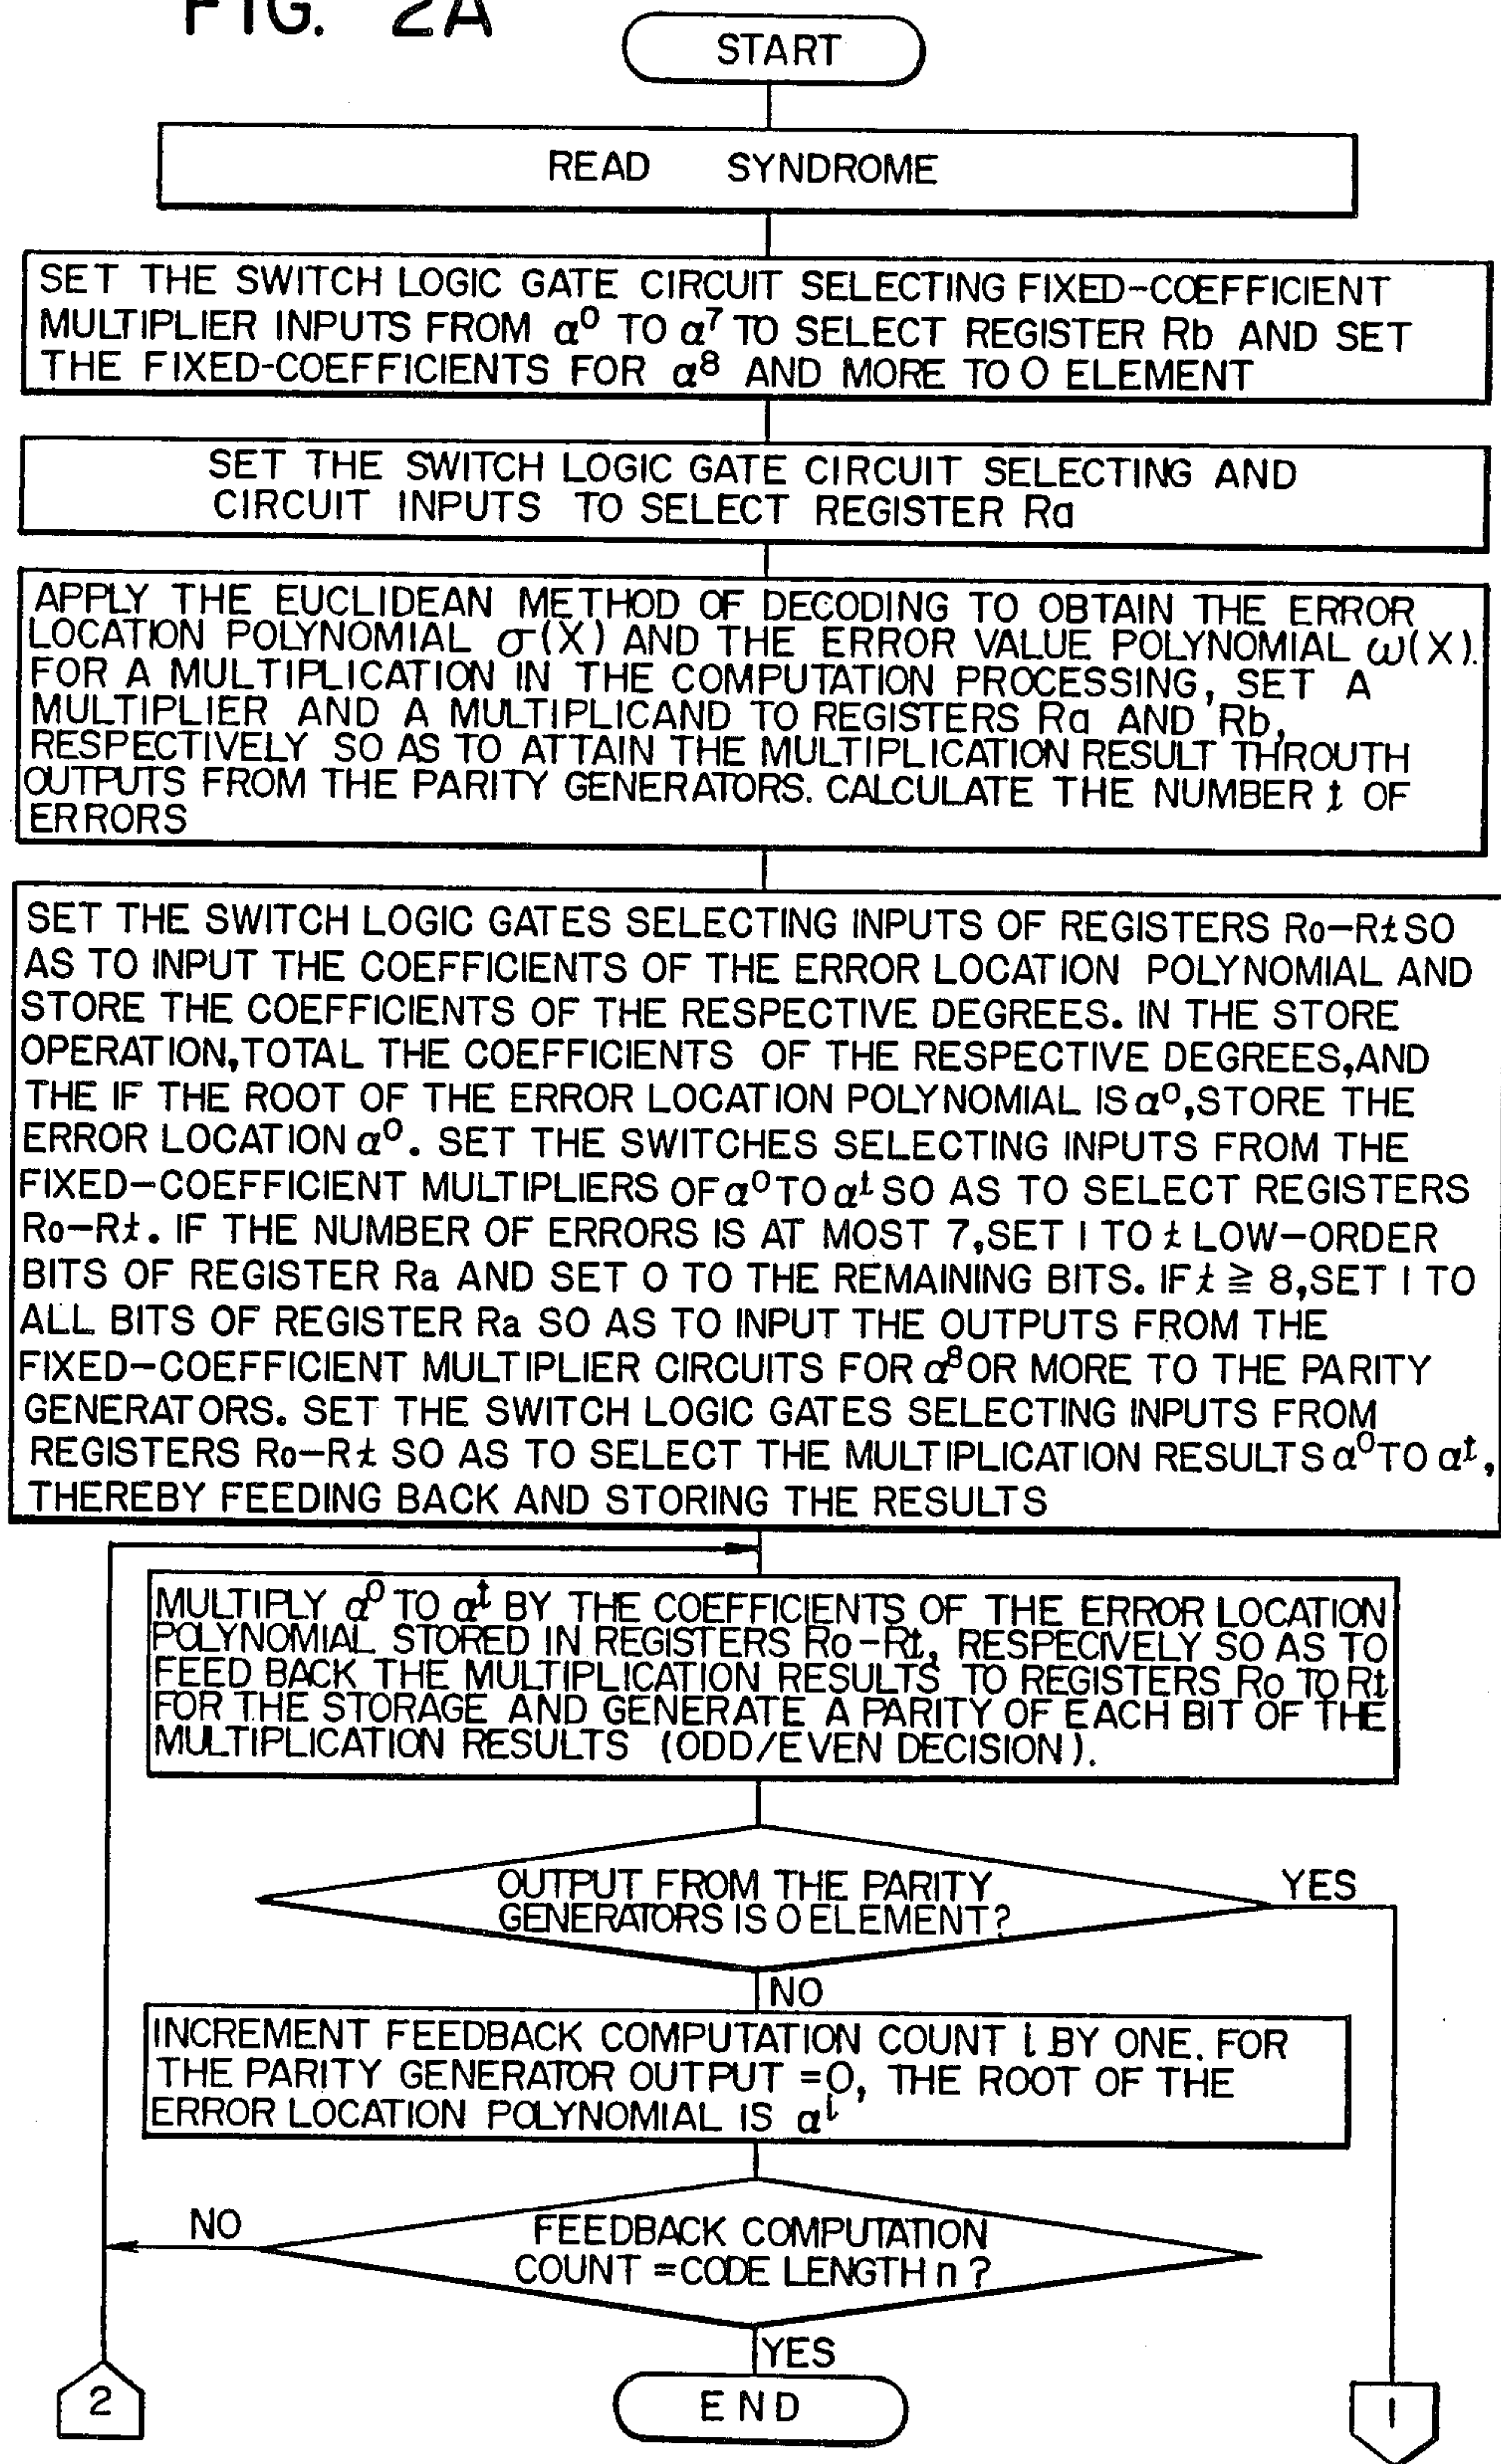 FIG. 2A
START
READ SYNDROME
SET THE SWITCH LOGIC GATE CIRCUIT SELECTING FIXED-COEFFICIENT
MULTIPLIER INPUTS FROM α⁰ TO α⁷ TO SELECT REGISTER Rb AND SET
THE FIXED-COEFFICIENTS FOR α⁸ AND MORE TO 0 ELEMENT
SET THE SWITCH LOGIC GATE CIRCUIT SELECTING AND
CIRCUIT INPUTS TO SELECT REGISTER Ra
APPLY THE EUCLIDEAN METHOD OF DECODING TO OBTAIN THE ERROR
LOCATION POLYNOMIAL σ(X) AND THE ERROR VALUE POLYNOMIAL ω(X).
FOR A MULTIPLICATION IN THE COMPUTATION PROCESSING, SET A
MULTIPLIER AND A MULTIPLICAND TO REGISTERS Ra AND Rb,
RESPECTIVELY SO AS TO ATTAIN THE MULTIPLICATION RESULT THROUTH
OUTPUTS FROM THE PARITY GENERATORS. CALCULATE THE NUMBER t OF
ERRORS
SET THE SWITCH LOGIC GATES SELECTING INPUTS OF REGISTERS Ro-Rt SO
AS TO INPUT THE COEFFICIENTS OF THE ERROR LOCATION POLYNOMIAL AND
STORE THE COEFFICIENTS OF THE RESPECTIVE DEGREES. IN THE STORE
OPERATION, TOTAL THE COEFFICIENTS OF THE RESPECTIVE DEGREES, AND
THE IF THE ROOT OF THE ERROR LOCATION POLYNOMIAL IS α⁰, STORE THE
ERROR LOCATION α⁰. SET THE SWITCHES SELECTING INPUTS FROM THE
FIXED-COEFFICIENT MULTIPLIERS OF α⁰ TO αᵗ SO AS TO SELECT REGISTERS
Ro-Rt. IF THE NUMBER OF ERRORS IS AT MOST 7, SET 1 TO t LOW-ORDER
BITS OF REGISTER Ra AND SET 0 TO THE REMAINING BITS. IF t ≧ 8, SET 1 TO
ALL BITS OF REGISTER Ra SO AS TO INPUT THE OUTPUTS FROM THE
FIXED-COEFFICIENT MULTIPLIER CIRCUITS FOR α⁸ OR MORE TO THE PARITY
GENERATORS. SET THE SWITCH LOGIC GATES SELECTING INPUTS FROM
REGISTERS Ro-Rt SO AS TO SELECT THE MULTIPLICATION RESULTS α⁰ TO αᵗ,
THEREBY FEEDING BACK AND STORING THE RESULTS
MULTIPLY α⁰ TO αᵗ BY THE COEFFICIENTS OF THE ERROR LOCATION
POLYNOMIAL STORED IN REGISTERS Ro-Rt, RESPECIVELY SO AS TO
FEED BACK THE MULTIPLICATION RESULTS TO REGISTERS Ro TO Rt
FOR THE STORAGE AND GENERATE A PARITY OF EACH BIT OF THE
MULTIPLICATION RESULTS (ODD/EVEN DECISION).
OUTPUT FROM THE PARITY
GENERATORS IS 0 ELEMENT?
YES
NO
INCREMENT FEEDBACK COMPUTATION COUNT i BY ONE. FOR
THE PARITY GENERATOR OUTPUT =0, THE ROOT OF THE
ERROR LOCATION POLYNOMIAL IS αⁱ
NO
FEEDBACK COMPUTATION
COUNT = CODE LENGTH n?
YES
END
2
1